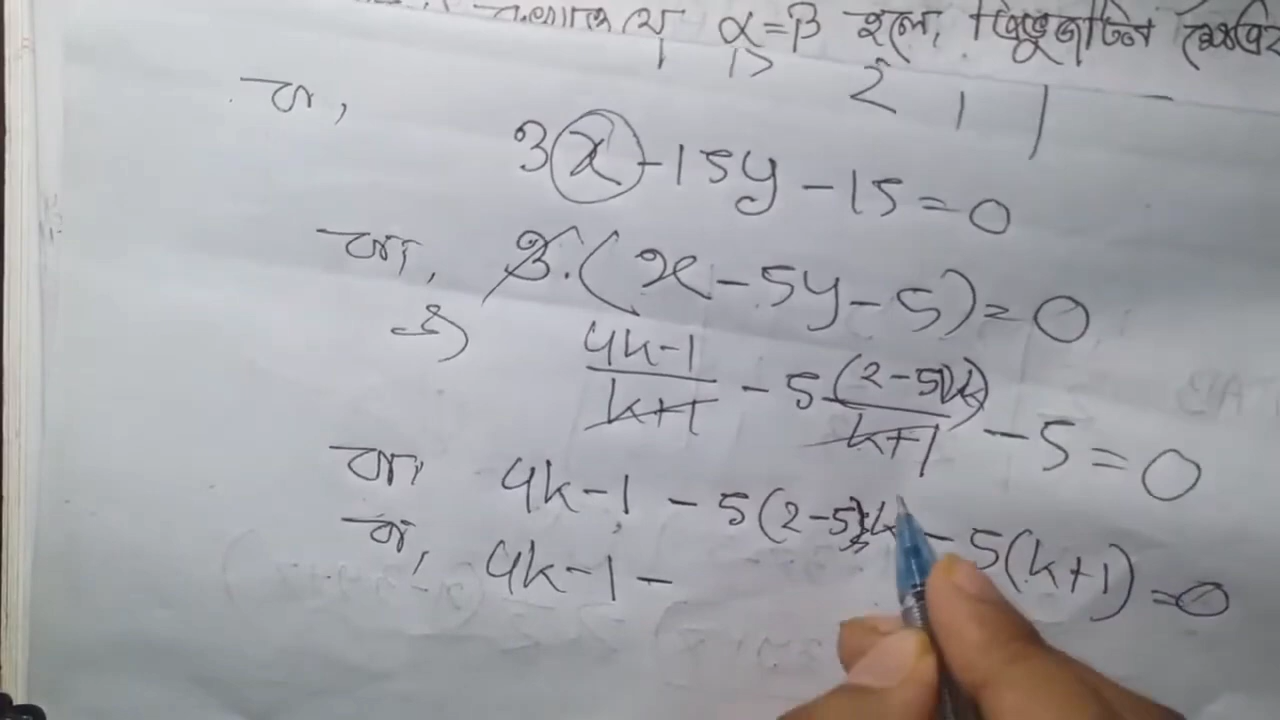 α=β হলে, ত্রিভুজটির
বা,
3x-15y-15=0
বা, 3.(x-5y-5)=0
(4k-1)/(k+1) - 5(2-5k)/(k+1) - 5=0
বা, 4k-1-5(2-5k)-5(k+1)=0
বা, 4k-1-